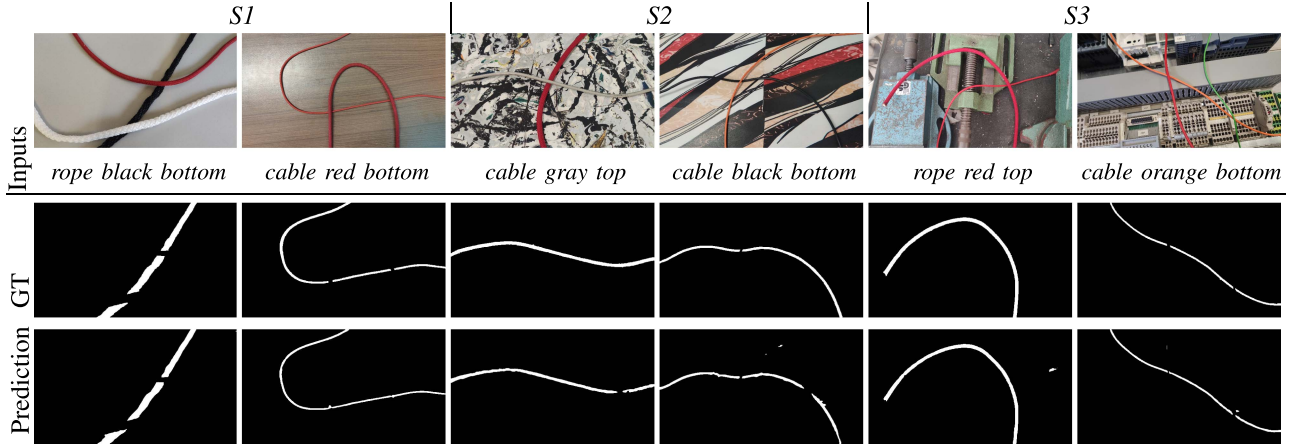 S1 S2 S3
Inputs
rope black bottom cable red bottom cable gray top cable black bottom rope red top cable orange bottom
GT
Prediction